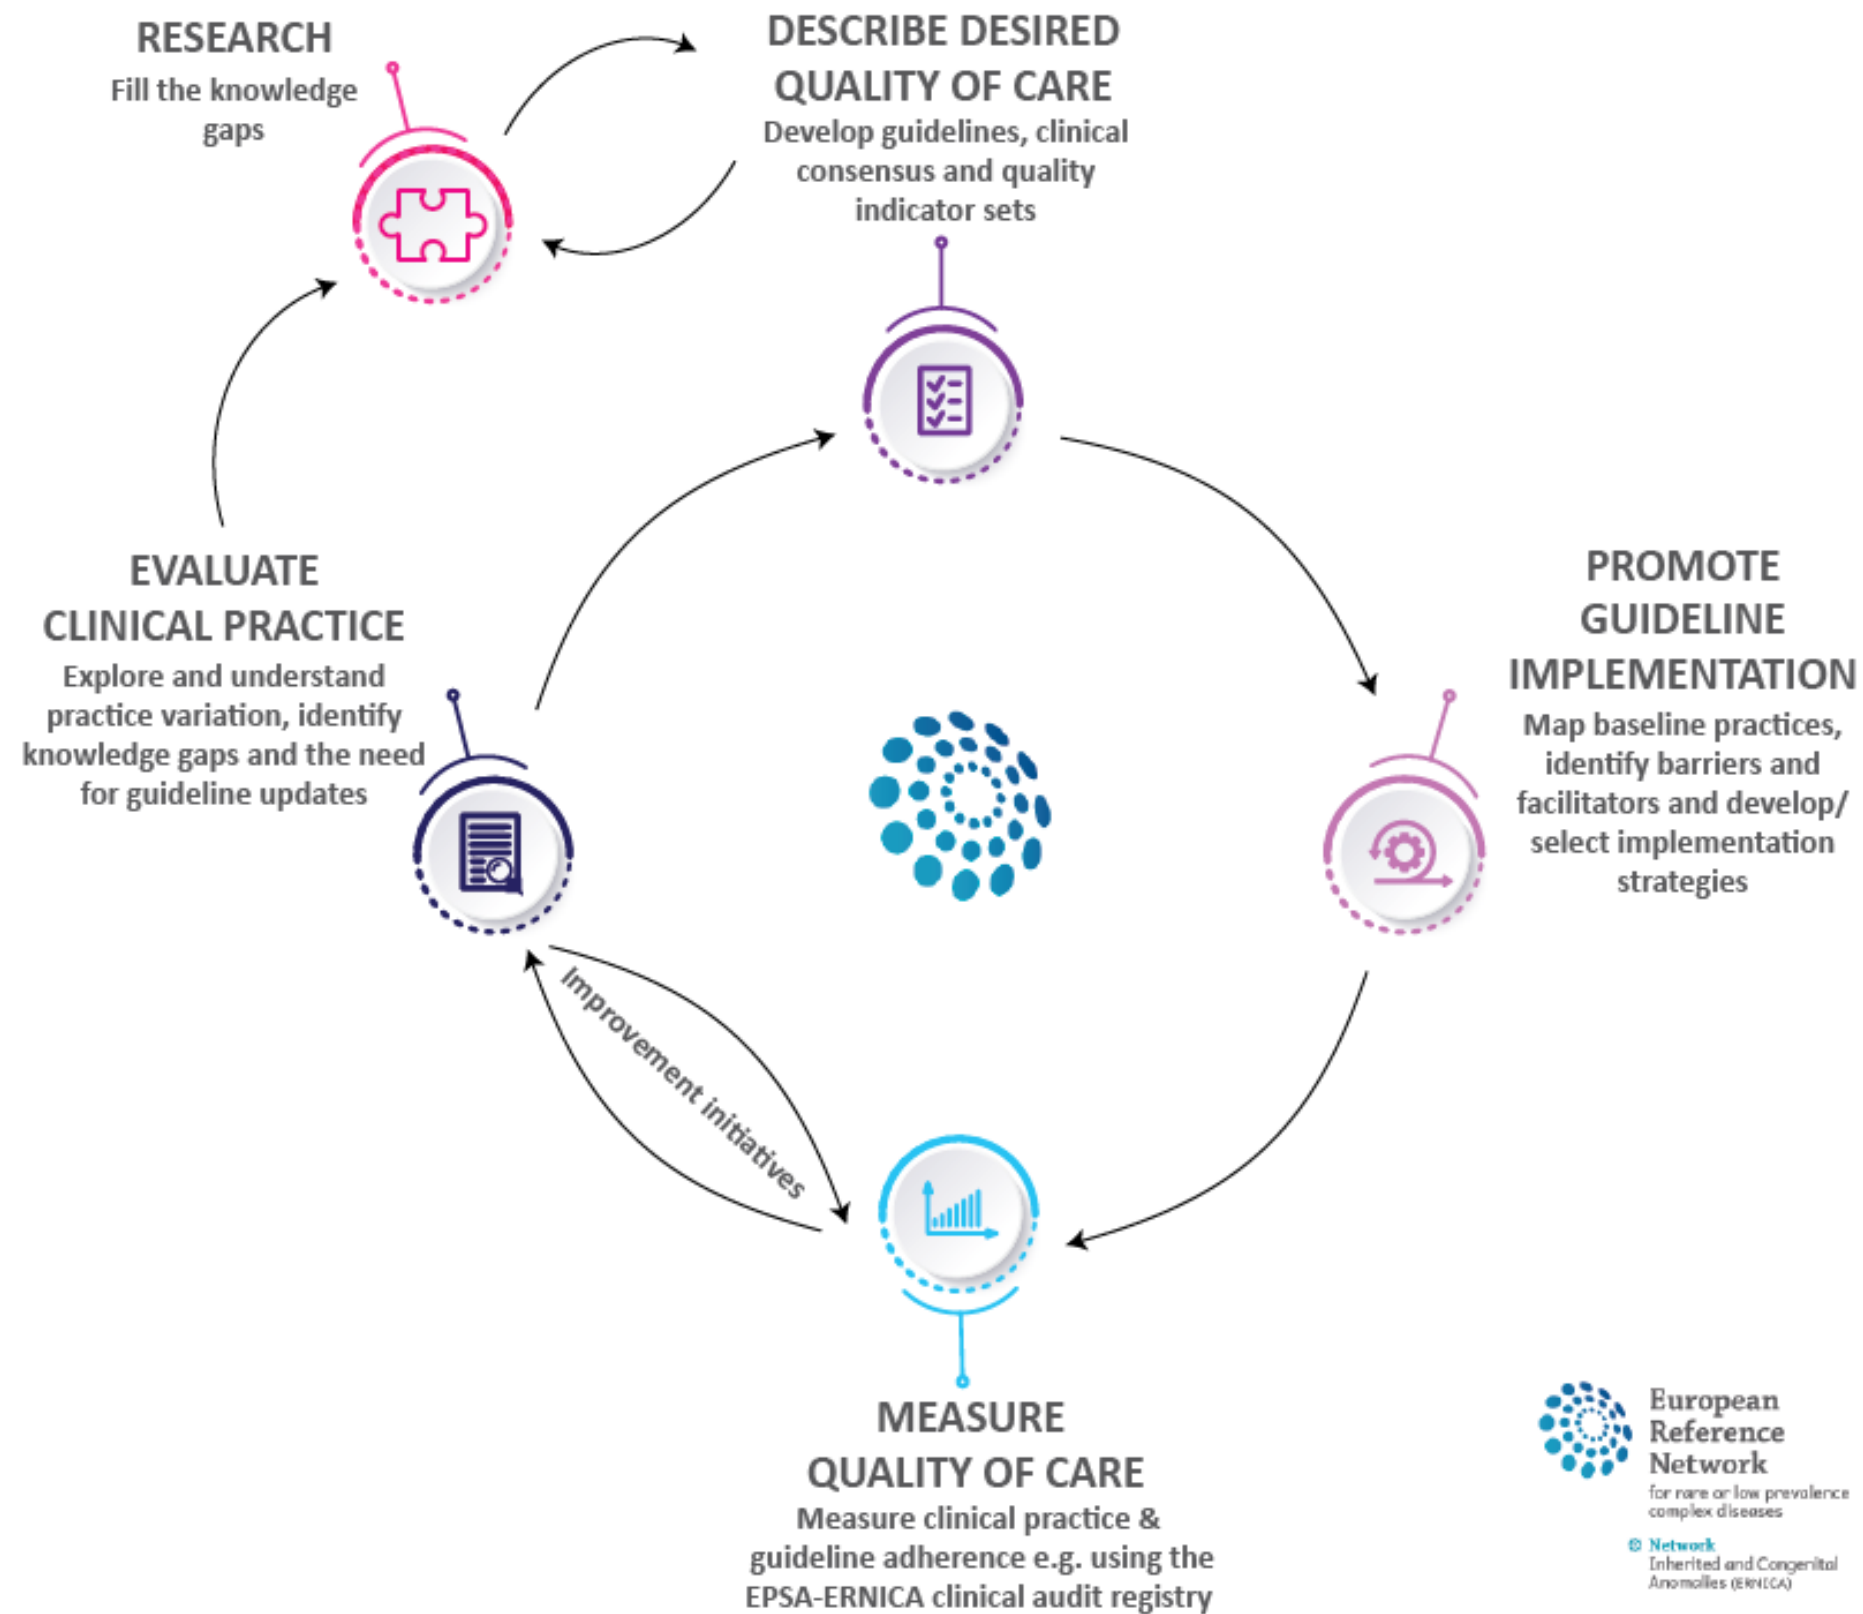 RESEARCH
Fill the knowledge
gaps
DESCRIBE DESIRED
QUALITY OF CARE
Develop guidelines, clinical
consensus and quality
indicator sets
EVALUATE
CLINICAL PRACTICE
Explore and understand
practice variation, identify
knowledge gaps and the need
for guideline updates
PROMOTE
GUIDELINE
IMPLEMENTATION
Map baseline practices,
identify barriers and
facilitators and develop/
select implementation
strategies
Improvement initiatives
MEASURE
QUALITY OF CARE
Measure clinical practice &
guideline adherence e.g. using the
EPSA-ERNICA clinical audit registry
European
Reference
Network
for rare or low prevalence
complex diseases
Network
Inherited and Congenital
Anomalies (ERNICA)